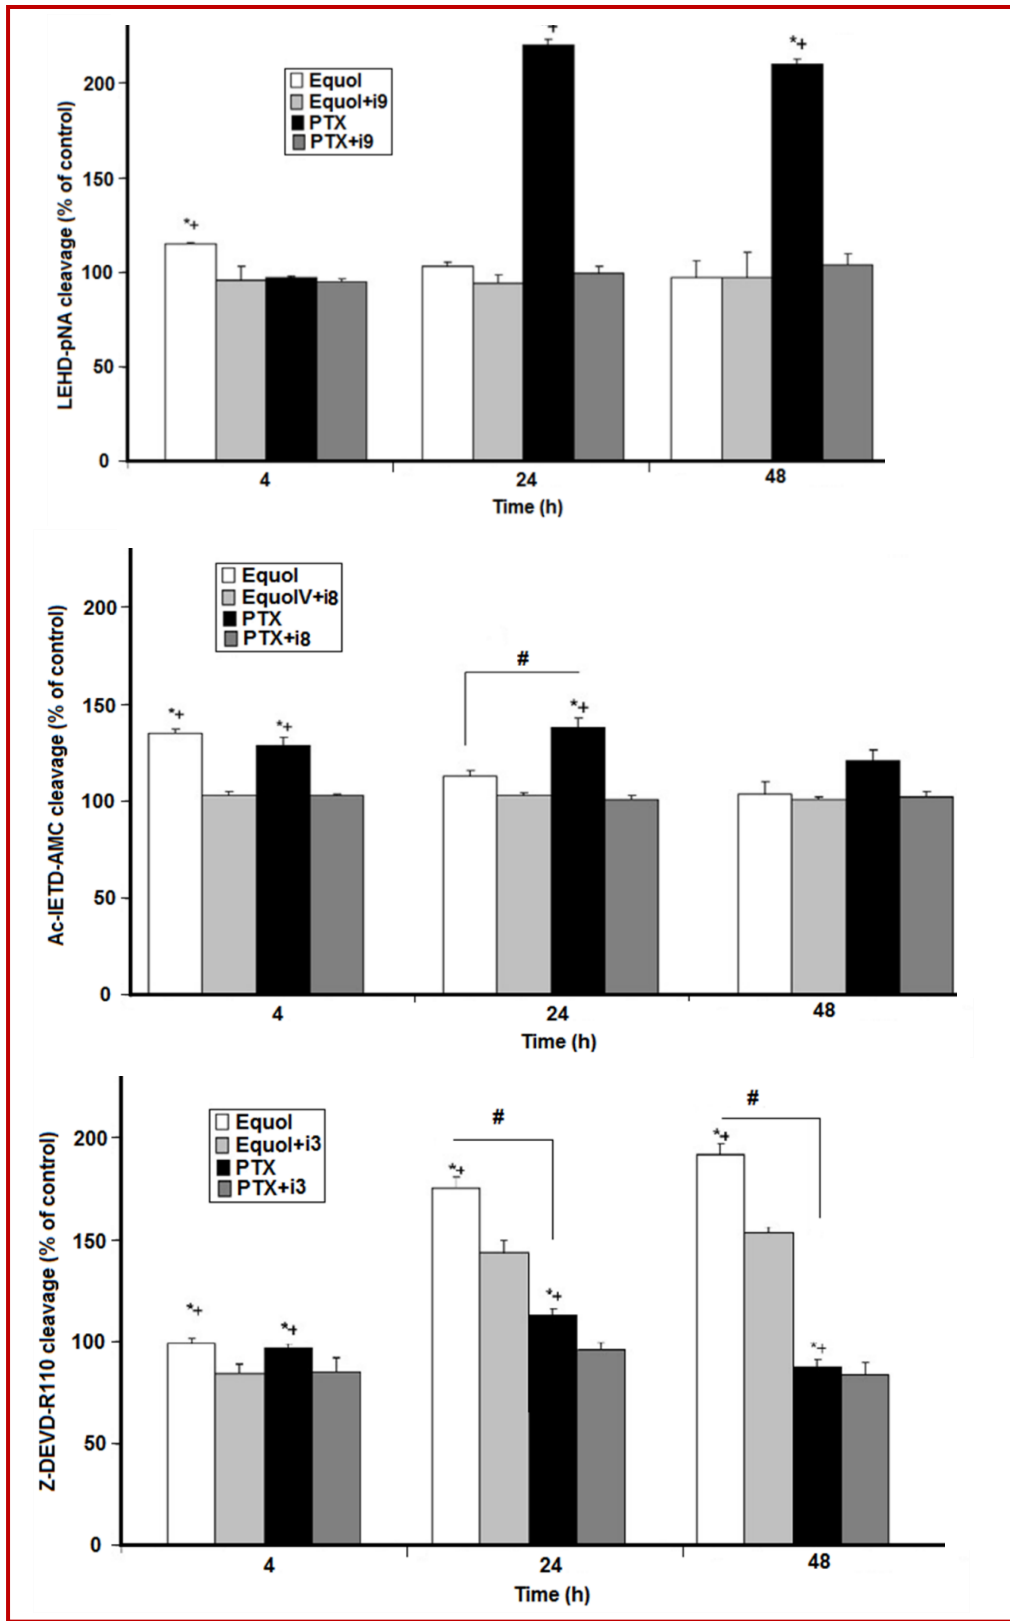 LEHD-pNA cleavage (% of control)
200
150
100
50
0
Equol
Equol+i9
PTX
PTX+i9
*+
*+
*+
4
24
48
Time (h)
Ac-IETD-AMC cleavage (% of control)
200
150
100
50
0
Equol
EquolV+i8
PTX
PTX+i8
*+
*+
#
*+
4
24
48
Time (h)
Z-DEVD-R110 cleavage (% of control)
200
150
100
50
0
Equol
Equol+i3
PTX
PTX+i3
*+
*+
#
*+
*+
#
*+
*+
4
24
48
Time (h)